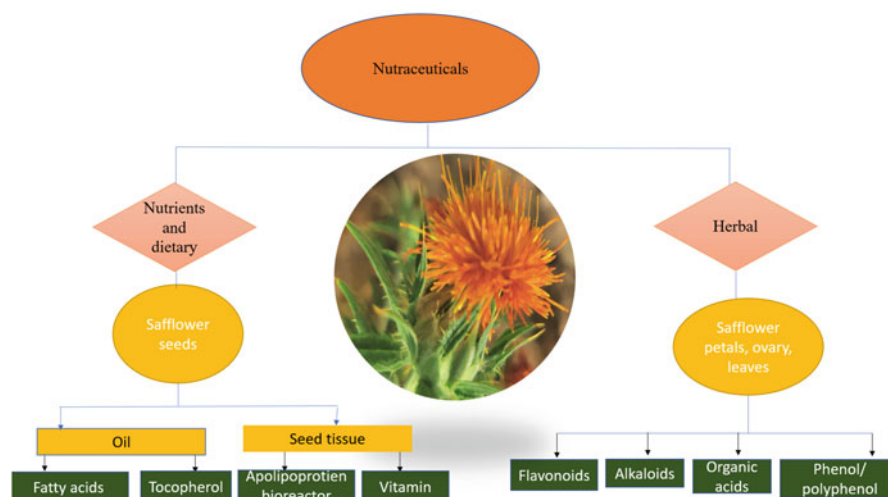 Nutraceuticals
Nutrients
and
dietary
Herbal
Safflower
seeds
Safflower
petals, ovary,
leaves
Oil
Seed tissue
Fatty acids
Tocopherol
Apolipoprotien
bioreactor
Vitamin
Flavonoids
Alkaloids
Organic
acids
Phenol/
polyphenol